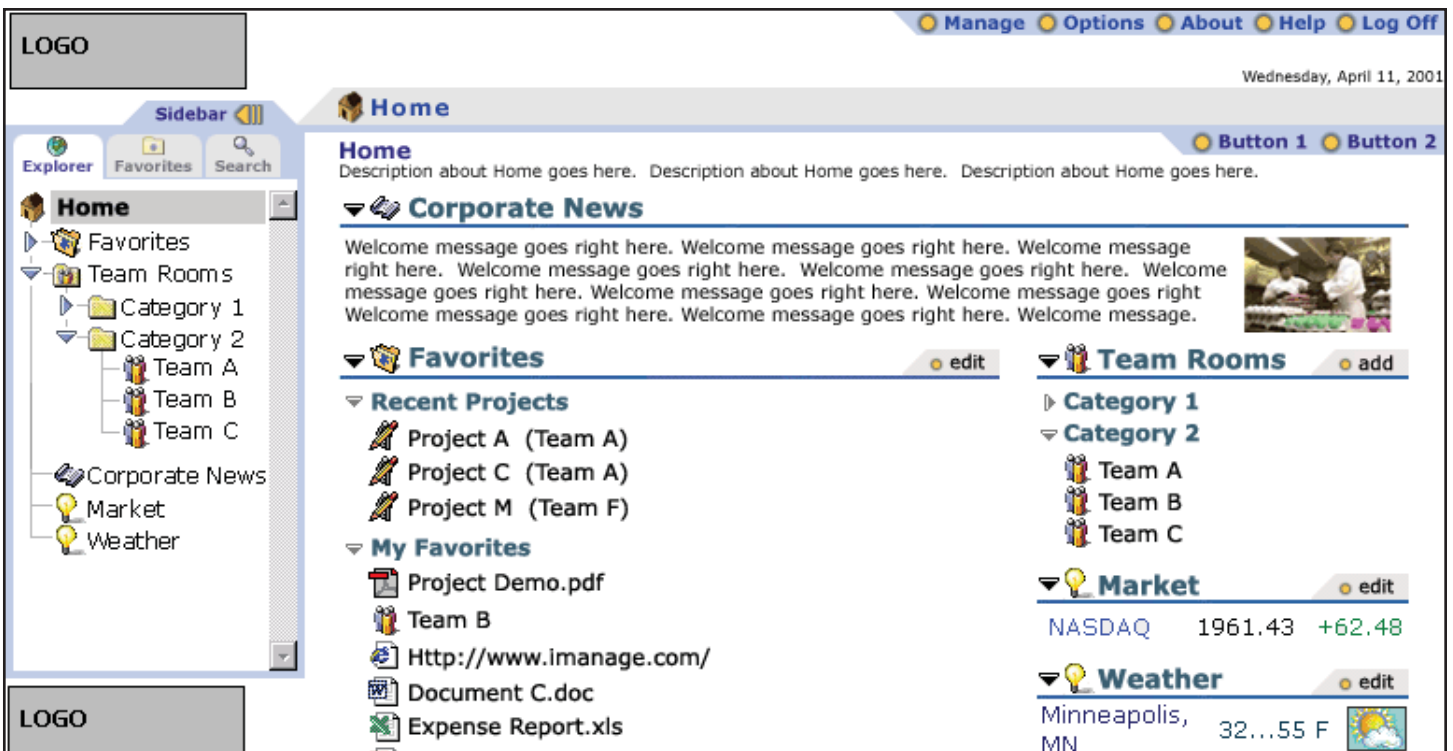 LOGO
Manage Options About Help Log Off
Wednesday, April 11, 2001
Sidebar
Explorer Favorites Search
Home
Favorites
Team Rooms
Category 1
Category 2
Team A
Team B
Team C
Corporate News
Market
Weather
LOGO
Home
Button 1 Button 2
Home
Description about Home goes here. Description about Home goes here. Description about Home goes here.
Corporate News
Welcome message goes right here. Welcome message goes right here. Welcome message
right here. Welcome message goes right here. Welcome message goes right here. Welcome
message goes right here. Welcome message goes right here. Welcome message goes right
Welcome message goes right here. Welcome message goes right here. Welcome message.
Favorites edit
Recent Projects
Project A (Team A)
Project C (Team A)
Project M (Team F)
My Favorites
Project Demo.pdf
Team B
Http://www.imanage.com/
Document C.doc
Expense Report.xls
Team Rooms add
Category 1
Category 2
Team A
Team B
Team C
Market edit
NASDAQ 1961.43 +62.48
Weather edit
Minneapolis, 32...55 F
MN